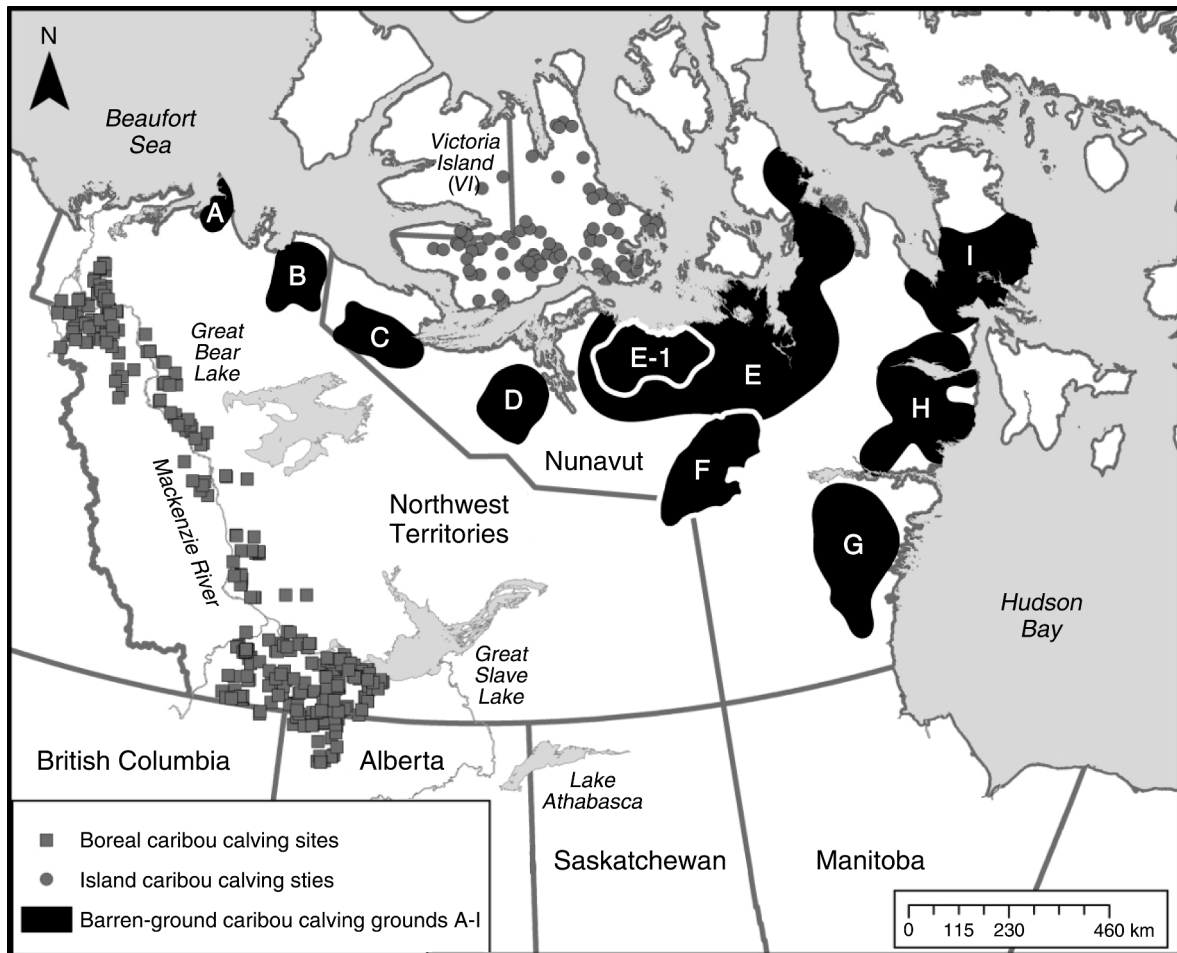 N
Beaufort
Sea
Victoria
Island
(VI)
A
B
C
D
E-1
E
F
G
H
I
Great
Bear
Lake
Mackenzie River
Nunavut
Northwest
Territories
Great
Slave
Lake
Hudson
Bay
British Columbia
Alberta
Lake
Athabasca
Saskatchewan
Manitoba
Boreal caribou calving sites
Island caribou calving sties
Barren-ground caribou calving grounds A-I
0 115 230 460 km